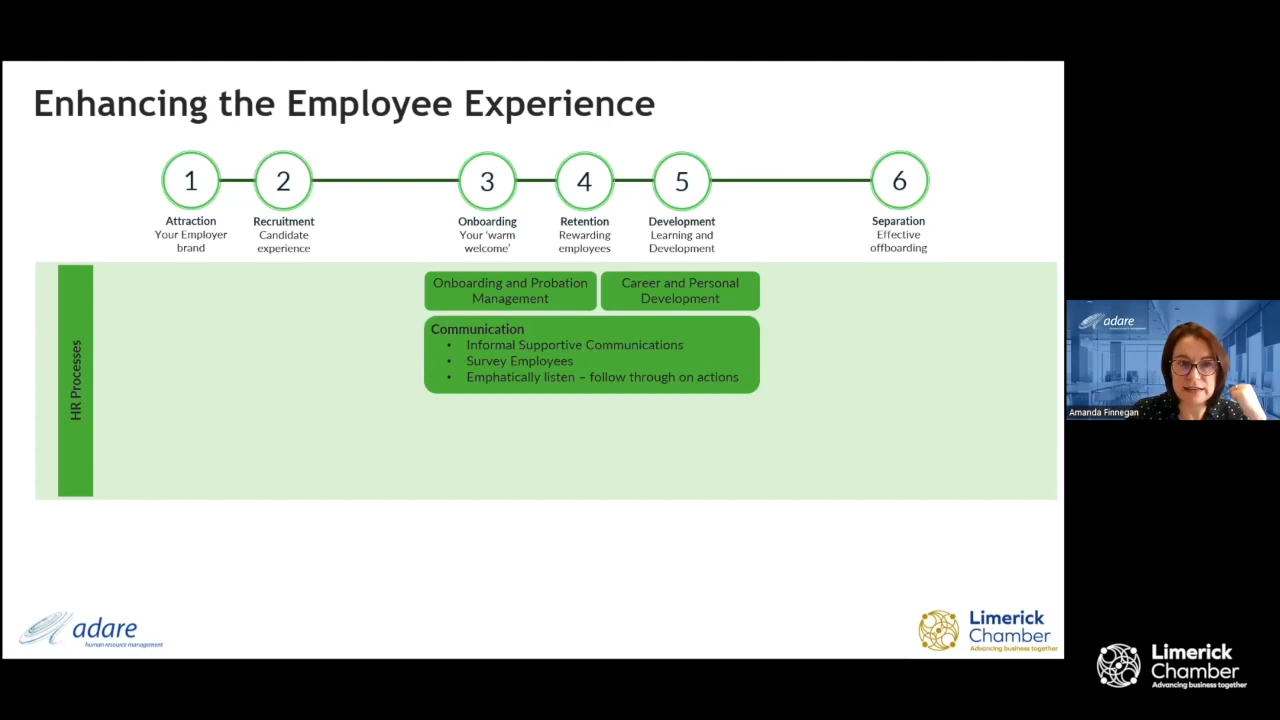 Enhancing the Employee Experience
1
2
3
4
5
6
Attraction
Your Employer
brand
Recruitment
Candidate
experience
Onboarding
Your ‘warm
welcome’
Retention
Rewarding
employees
Development
Learning and
Development
Separation
Effective
offboarding
HR Processes
Onboarding and Probation
Management
Career and Personal
Development
Communication
• Informal Supportive Communications
• Survey Employees
• Emphatically listen – follow through on actions
adare
human resource management
Limerick
Chamber
Advancing business together
adare
Amanda Finnegan
Limerick
Chamber
Advancing business together